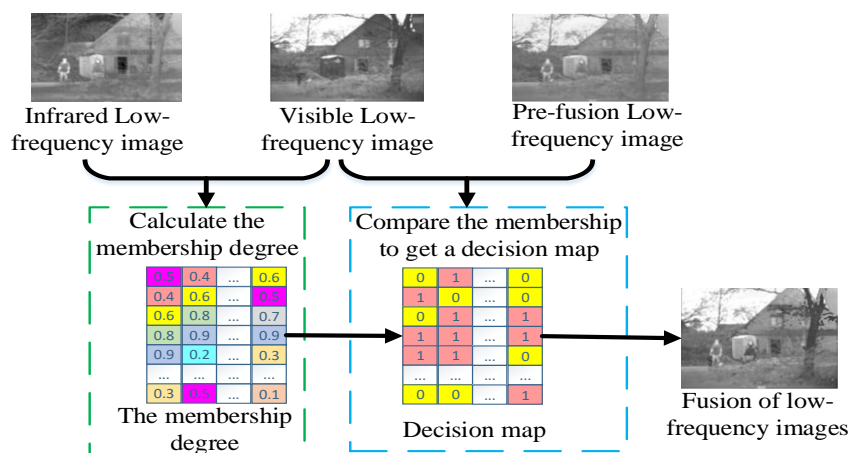 Infrared Low-
frequency image
Visible Low-
frequency image
Pre-fusion Low-
frequency image
Calculate the
membership degree
0.5 0.4 ... 0.6
0.4 0.6 ... 0.5
0.6 0.8 ... 0.7
0.8 0.9 ... 0.9
0.9 0.2 ... 0.3
... ... ... ...
0.3 0.5 ... 0.1
The membership
degree
Compare the membership
to get a decision map
0 1 ... 0
1 0 ... 0
0 1 ... 1
1 1 ... 1
1 1 ... 0
... ... ... ...
0 0 ... 1
Decision map
Fusion of low-
frequency images